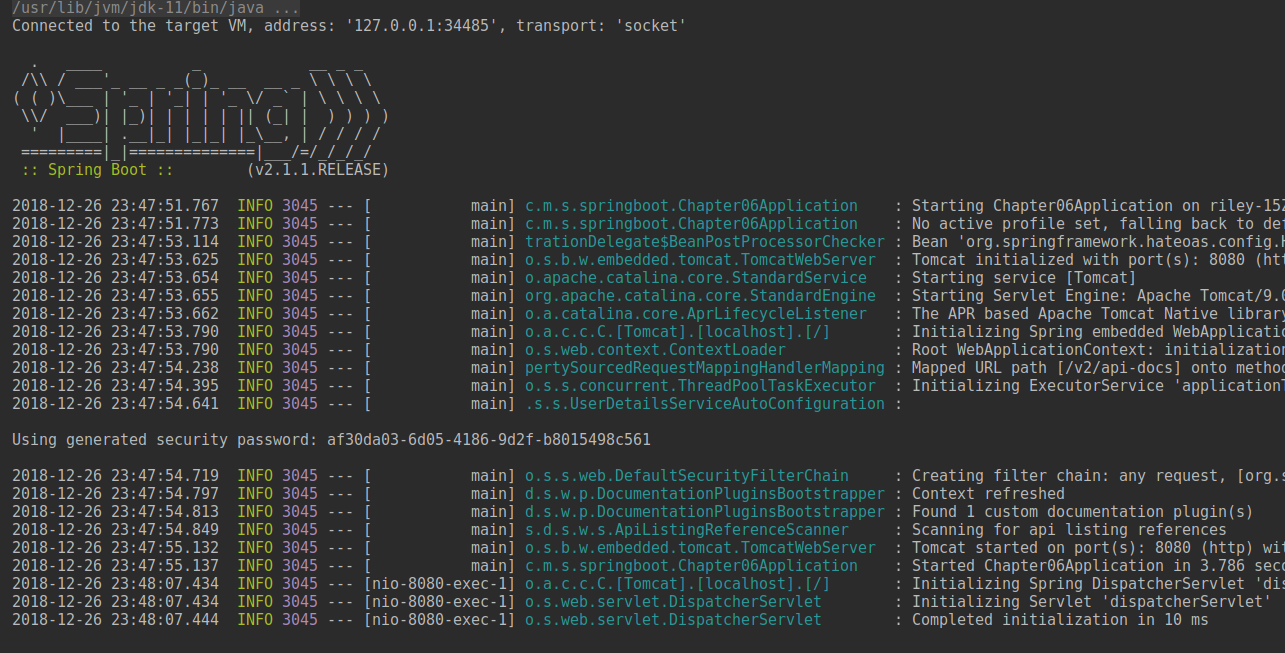 /usr/lib/jvm/jdk-11/bin/java ...
Connected to the target VM, address: '127.0.0.1:34485', transport: 'socket'
  .   ____          _            __ _ _
 /\\ / ___'_ __ _ _(_)_ __  __ _ \ \ \ \
( ( )\___ | '_ | '_| | '_ \/ _` | \ \ \ \
 \\/  ___)| |_)| | | | | || (_| |  ) ) ) )
  '  |____| .__|_| |_|_| |_\__, | / / / /
 =========|_|==============|___/=/_/_/_/
 :: Spring Boot ::        (v2.1.1.RELEASE)
2018-12-26 23:47:51.767  INFO 3045 --- [           main] c.m.s.springboot.Chapter06Application    : Starting Chapter06Application on riley-15Z
2018-12-26 23:47:51.773  INFO 3045 --- [           main] c.m.s.springboot.Chapter06Application    : No active profile set, falling back to def
2018-12-26 23:47:53.114  INFO 3045 --- [           main] trationDelegate$BeanPostProcessorChecker : Bean 'org.springframework.hateoas.config.H
2018-12-26 23:47:53.625  INFO 3045 --- [           main] o.s.b.w.embedded.tomcat.TomcatWebServer  : Tomcat initialized with port(s): 8080 (htt
2018-12-26 23:47:53.654  INFO 3045 --- [           main] o.apache.catalina.core.StandardService   : Starting service [Tomcat]
2018-12-26 23:47:53.655  INFO 3045 --- [           main] org.apache.catalina.core.StandardEngine  : Starting Servlet Engine: Apache Tomcat/9.0
2018-12-26 23:47:53.662  INFO 3045 --- [           main] o.a.catalina.core.AprLifecycleListener   : The APR based Apache Tomcat Native library
2018-12-26 23:47:53.790  INFO 3045 --- [           main] o.a.c.c.C.[Tomcat].[localhost].[/]       : Initializing Spring embedded WebApplicatio
2018-12-26 23:47:53.790  INFO 3045 --- [           main] o.s.web.context.ContextLoader            : Root WebApplicationContext: initialization
2018-12-26 23:47:54.238  INFO 3045 --- [           main] pertySourcedRequestMappingHandlerMapping : Mapped URL path [/v2/api-docs] onto method
2018-12-26 23:47:54.395  INFO 3045 --- [           main] o.s.s.concurrent.ThreadPoolTaskExecutor  : Initializing ExecutorService 'applicationT
2018-12-26 23:47:54.641  INFO 3045 --- [           main] .s.s.UserDetailsServiceAutoConfiguration :
Using generated security password: af30da03-6d05-4186-9d2f-b8015498c561
2018-12-26 23:47:54.719  INFO 3045 --- [           main] o.s.s.web.DefaultSecurityFilterChain     : Creating filter chain: any request, [org.s
2018-12-26 23:47:54.797  INFO 3045 --- [           main] d.s.w.p.DocumentationPluginsBootstrapper : Context refreshed
2018-12-26 23:47:54.813  INFO 3045 --- [           main] d.s.w.p.DocumentationPluginsBootstrapper : Found 1 custom documentation plugin(s)
2018-12-26 23:47:54.849  INFO 3045 --- [           main] s.d.s.w.s.ApiListingReferenceScanner     : Scanning for api listing references
2018-12-26 23:47:55.132  INFO 3045 --- [           main] o.s.b.w.embedded.tomcat.TomcatWebServer  : Tomcat started on port(s): 8080 (http) wit
2018-12-26 23:47:55.137  INFO 3045 --- [           main] c.m.s.springboot.Chapter06Application    : Started Chapter06Application in 3.786 seco
2018-12-26 23:48:07.434  INFO 3045 --- [nio-8080-exec-1] o.a.c.c.C.[Tomcat].[localhost].[/]       : Initializing Spring DispatcherServlet 'dis
2018-12-26 23:48:07.434  INFO 3045 --- [nio-8080-exec-1] o.s.web.servlet.DispatcherServlet        : Initializing Servlet 'dispatcherServlet'
2018-12-26 23:48:07.444  INFO 3045 --- [nio-8080-exec-1] o.s.web.servlet.DispatcherServlet        : Completed initialization in 10 ms